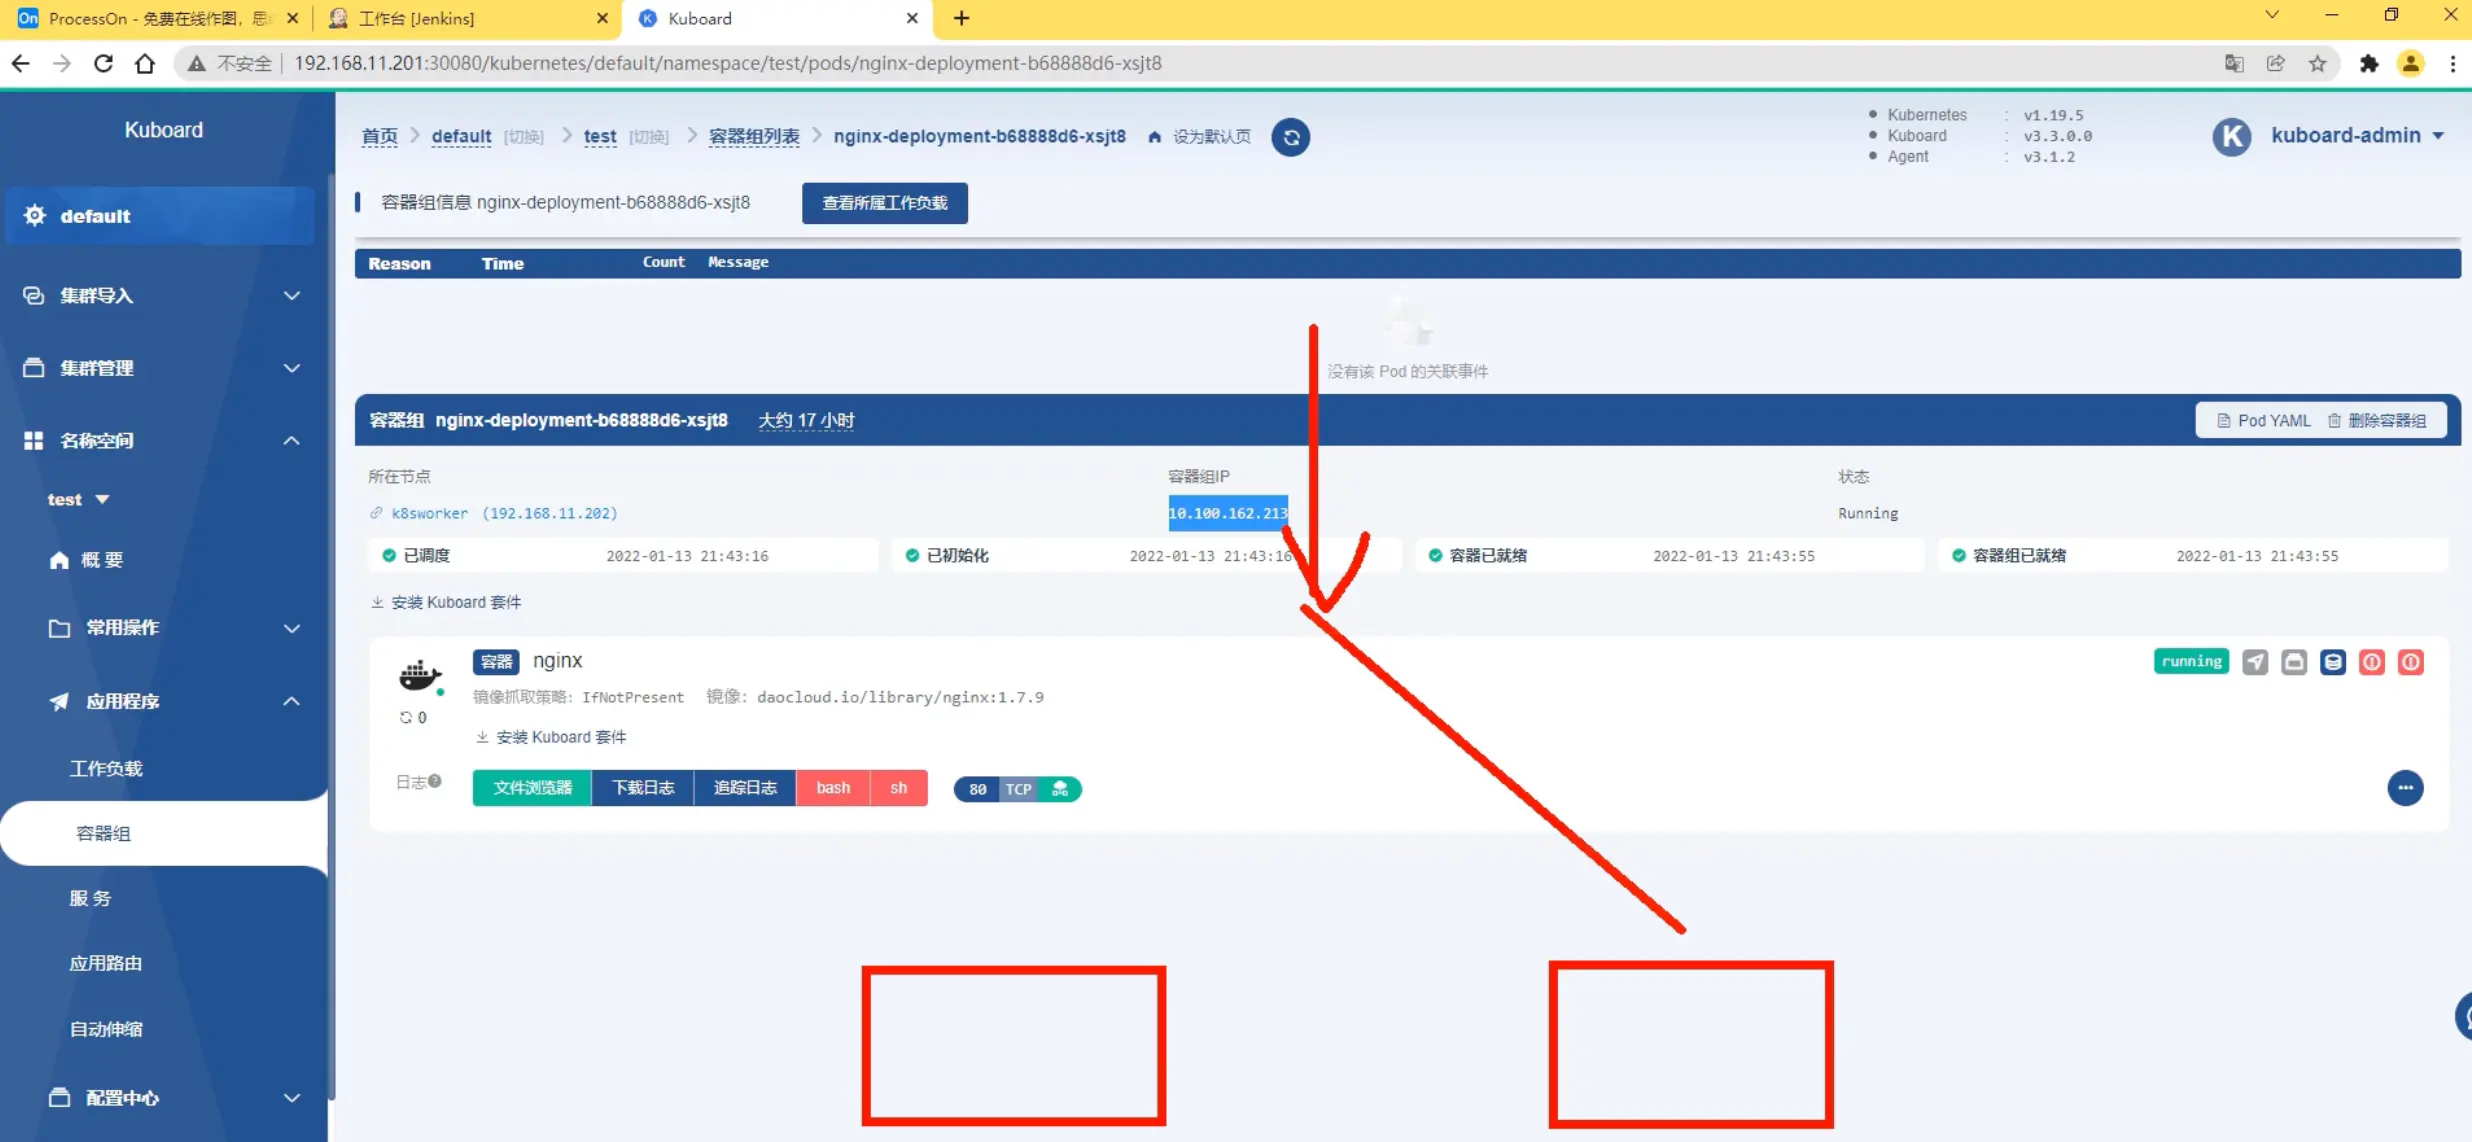 ProcessOn - 免费在线作图，思
工作台 [Jenkins]
Kuboard
不安全
192.168.11.201:30080/kubernetes/default/namespace/test/pods/nginx-deployment-b68888d6-xsjt8
Kuboard
首页 > default [切换] > test [切换] > 容器组列表 > nginx-deployment-b68888d6-xsjt8 设为默认页
Kubernetes : v1.19.5
Kuboard : v3.3.0.0
Agent : v3.1.2
K kuboard-admin
容器组信息 nginx-deployment-b68888d6-xsjt8
查看所属工作负载
Reason Time Count Message
没有该 Pod 的关联事件
default
集群导入
集群管理
名称空间
test
概 要
常用操作
应用程序
工作负载
容器组
服 务
应用路由
自动伸缩
配置中心
容器组 nginx-deployment-b68888d6-xsjt8 大约 17 小时
Pod YAML 删除容器组
所在节点 容器组IP 状态
k8sworker (192.168.11.202) 10.100.162.213 Running
已调度 2022-01-13 21:43:16 已初始化 2022-01-13 21:43:16 容器已就绪 2022-01-13 21:43:55 容器组已就绪 2022-01-13 21:43:55
安装 Kuboard 套件
容器 nginx
running
镜像抓取策略: IfNotPresent 镜像: daocloud.io/library/nginx:1.7.9
0
安装 Kuboard 套件
日志 文件浏览器 下载日志 追踪日志 bash sh 80 TCP